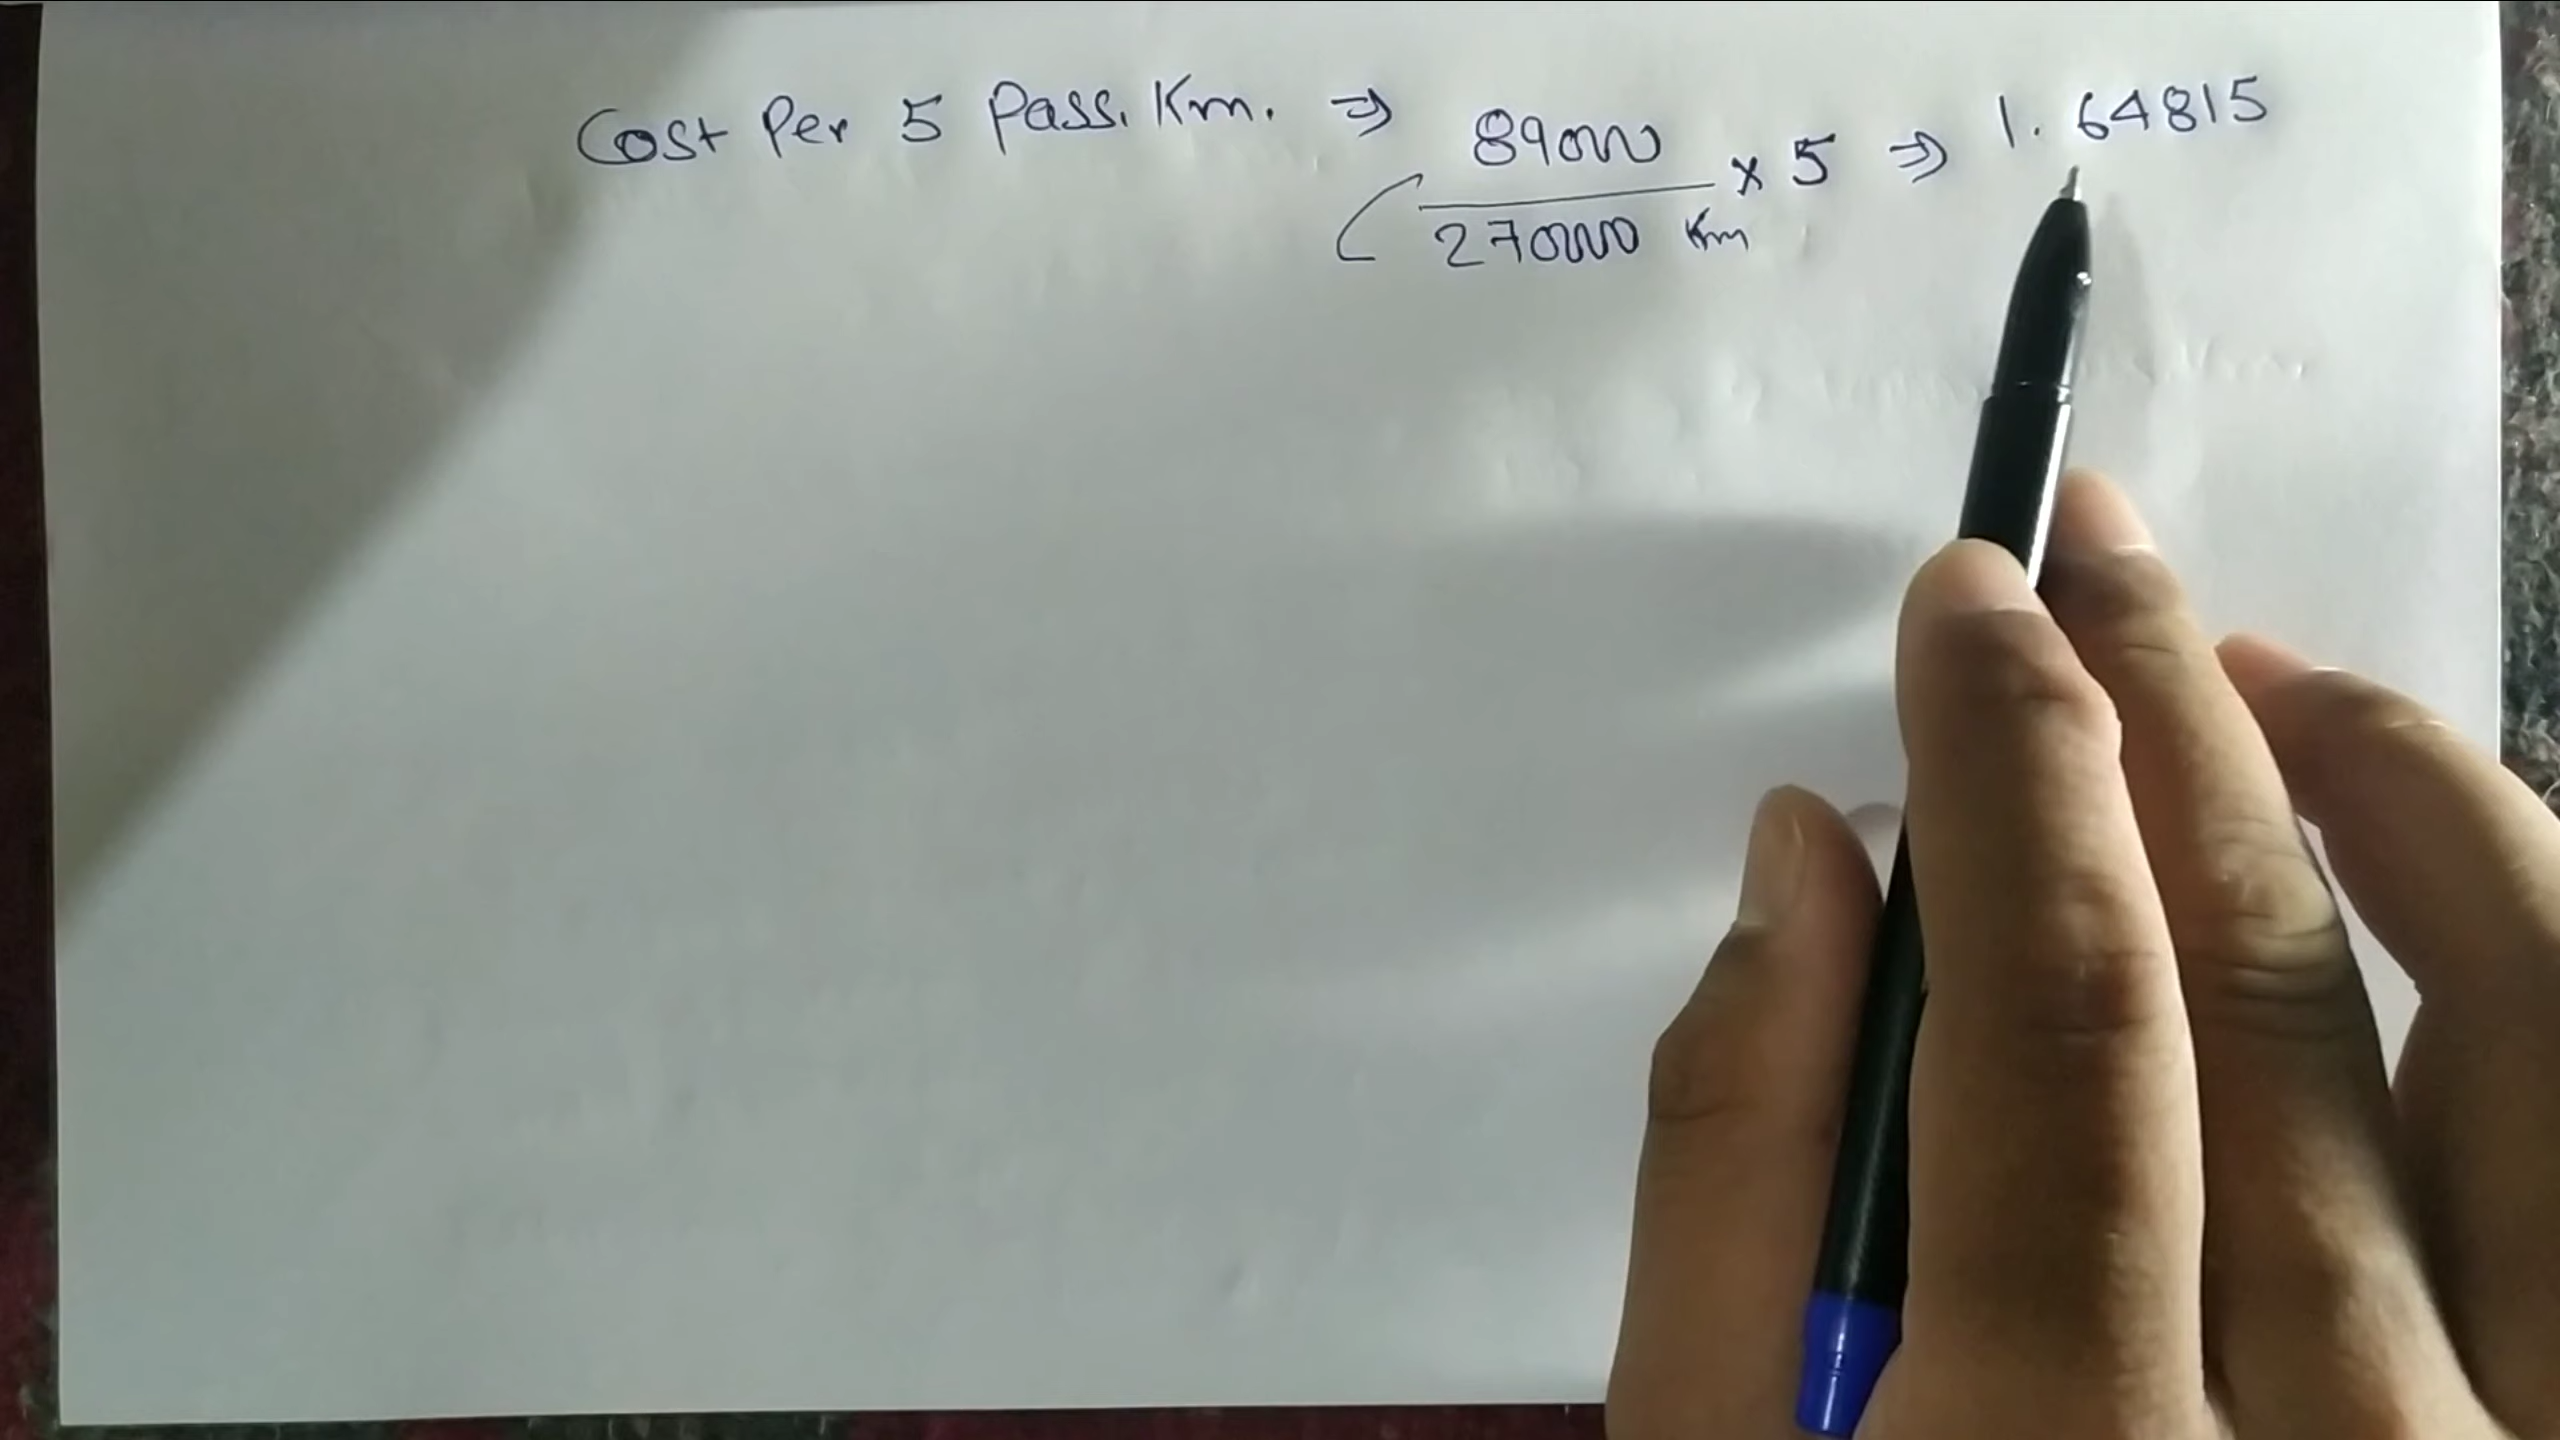 Cost Per 5 Pass. Km. ⇒ 89000 / 270000 Km × 5 ⇒ 1.64815